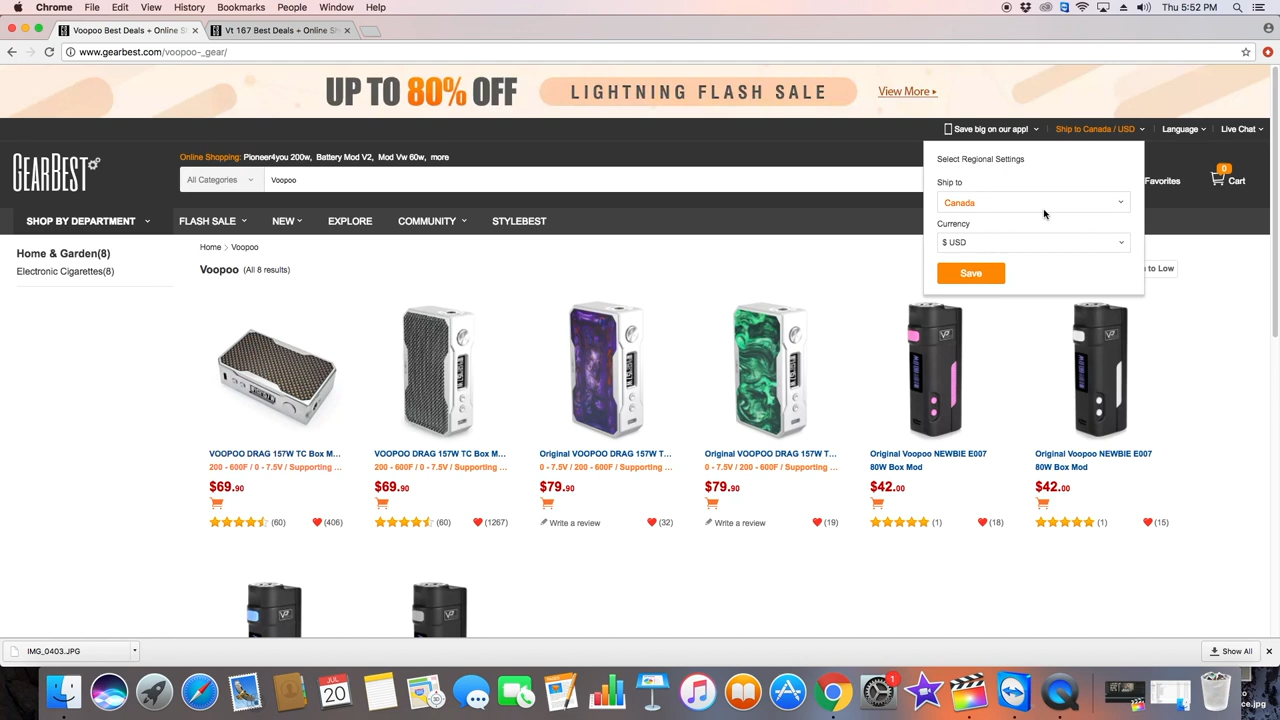 Chrome File Edit View History Bookmarks People Window Help
Thu 5:52 PM
Voopoo Best Deals + Online S
Vt 167 Best Deals + Online Sh
www.gearbest.com/voopoo-_gear/
UP TO 80% OFF LIGHTNING FLASH SALE View More
Save big on our app! Ship to Canada / USD Language Live Chat
GEARBEST
Online Shopping: Pioneer4you 200w, Battery Mod V2, Mod Vw 60w, more
All Categories Voopoo
Favorites 0 Cart
Select Regional Settings
Ship to
Canada
Currency
$ USD
Save
SHOP BY DEPARTMENT FLASH SALE NEW EXPLORE COMMUNITY STYLEBEST
Home & Garden(8)
Electronic Cigarettes(8)
Home > Voopoo
Voopoo (All 8 results)
to Low
VOOPOO DRAG 157W TC Box M... VOOPOO DRAG 157W TC Box M... Original VOOPOO DRAG 157W T... Original VOOPOO DRAG 157W T... Original Voopoo NEWBIE E007 Original Voopoo NEWBIE E007
200 - 600F / 0 - 7.5V / Supporting ... 200 - 600F / 0 - 7.5V / Supporting ... 0 - 7.5V / 200 - 600F / Supporting ... 0 - 7.5V / 200 - 600F / Supporting ... 80W Box Mod 80W Box Mod
$69.90 $69.90 $79.90 $79.90 $42.00 $42.00
(60) (406) (60) (1267) Write a review (32) Write a review (19) (1) (18) (1) (15)
IMG_0403.JPG
Show All
JUL
20
1